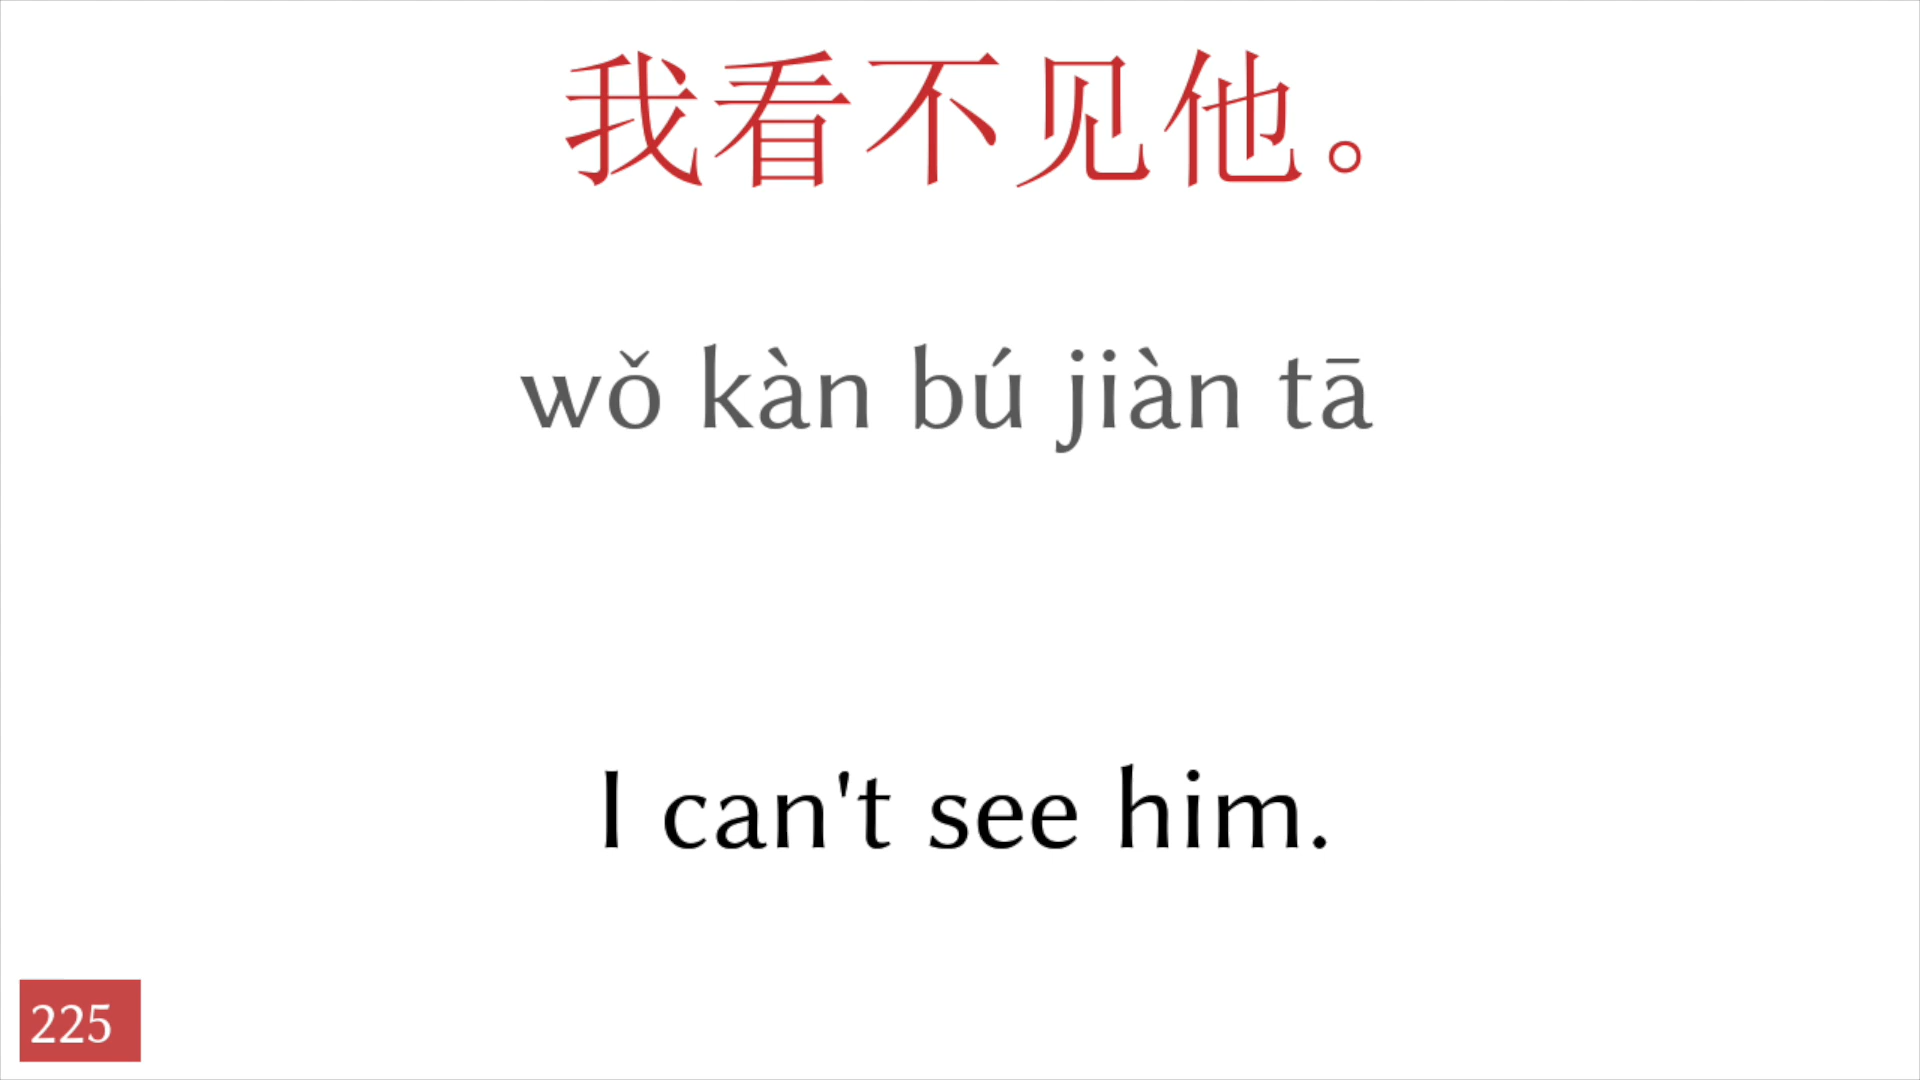 我看不见他。
wǒ kàn bú jiàn tā
I can't see him.
225